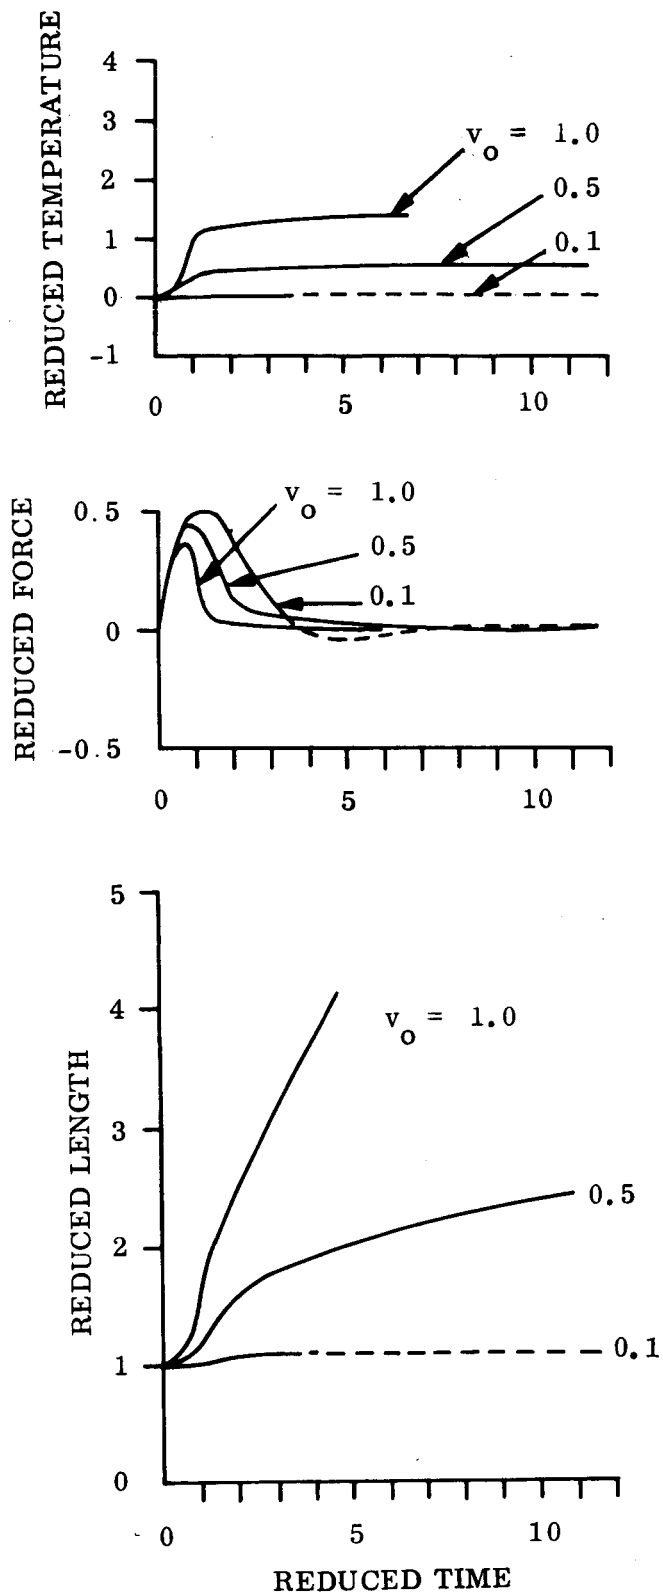 REDUCED TEMPERATURE
4
3
2
1
0
-1
v_o = 1.0
0.5
0.1
0 5 10
REDUCED FORCE
0.5
0
-0.5
v_o = 1.0
0.5
0.1
0 5 10
REDUCED LENGTH
5
4
3
2
1
0
v_o = 1.0
0.5
0.1
0 5 10
REDUCED TIME